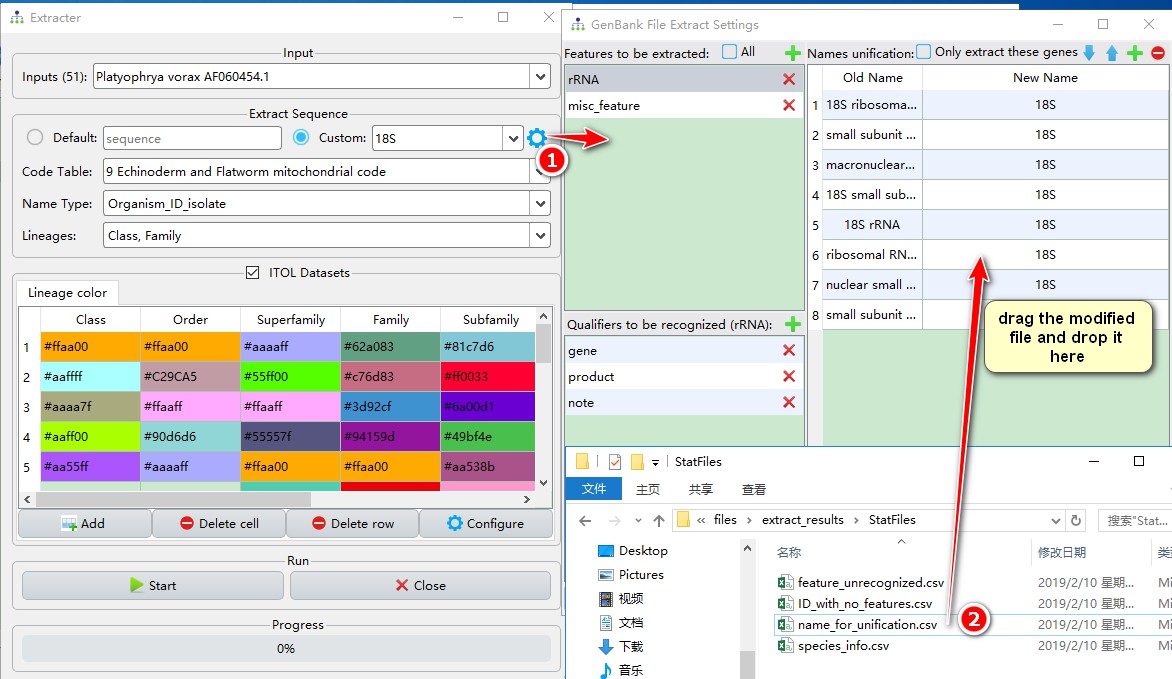 Extracter
Input
Inputs (51): Platyophrya vorax AF060454.1
Extract Sequence
Default: sequence Custom: 18S
1
Code Table: 9 Echinoderm and Flatworm mitochondrial code
Name Type: Organism_ID_isolate
Lineages: Class, Family
ITOL Datasets
Lineage color
Class Order Superfamily Family Subfamily
1 #ffaa00 #ffaa00 #aaaaff #62a083 #81c7d6
2 #aaffff #C29CA5 #55ff00 #c76d83 #ff0033
3 #aaaa7f #ffaaff #ffaaff #3d92cf #6a00d1
4 #aaff00 #90d6d6 #55557f #94159d #49bf4e
5 #aa55ff #aaaaff #ffaa00 #ffaa00 #aa538b
Add Delete cell Delete row Configure
Run
Start Close
Progress
0%
GenBank File Extract Settings
Features to be extracted: All
rRNA
misc_feature
Qualifiers to be recognized (rRNA):
gene
product
note
Names unification: Only extract these genes
Old Name New Name
1 18S ribosoma... 18S
2 small subunit ... 18S
3 macronuclear... 18S
4 18S small sub... 18S
5 18S rRNA 18S
6 ribosomal RN... 18S
7 nuclear small ... 18S
8 small subunit ...
drag the modified
file and drop it
here
StatFiles
文件 主页 共享 查看
« files › extract_results › StatFiles 搜索"Stat...
Desktop
Pictures
视频
文档
下载
音乐
名称 修改日期
feature_unrecognized.csv 2019/2/10 星期...
ID_with_no_features.csv 2019/2/10 星期...
name_for_unification.csv 2019/2/10 星期...
species_info.csv 2019/2/10 星期...
2